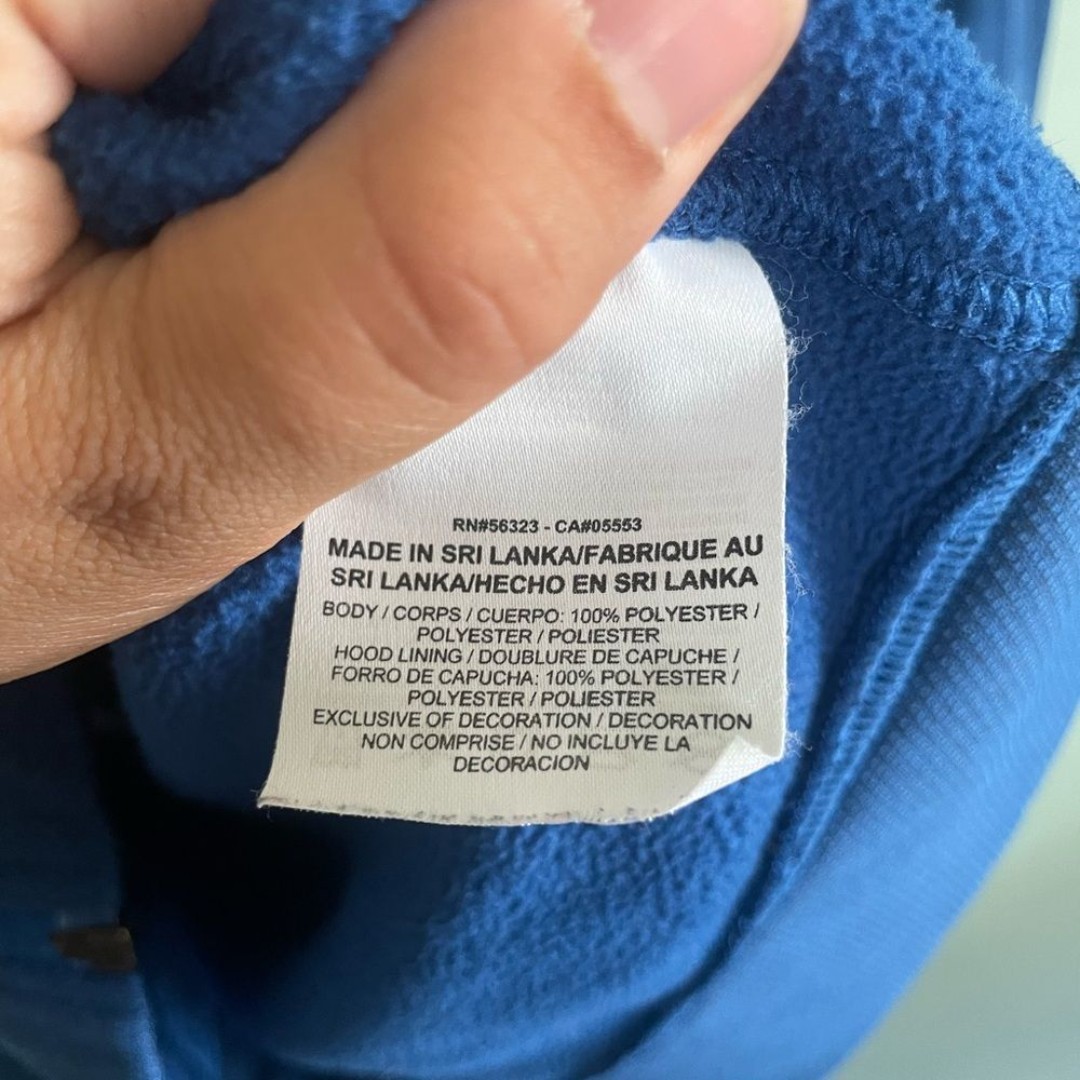 RN#56323 - CA#05553
MADE IN SRI LANKA/FABRIQUE AU
SRI LANKA/HECHO EN SRI LANKA
BODY / CORPS / CUERPO: 100% POLYESTER /
POLYESTER / POLIESTER
HOOD LINING / DOUBLURE DE CAPUCHE /
FORRO DE CAPUCHA: 100% POLYESTER /
POLYESTER / POLIESTER
EXCLUSIVE OF DECORATION / DECORATION
NON COMPRISE / NO INCLUYE LA
DECORACION